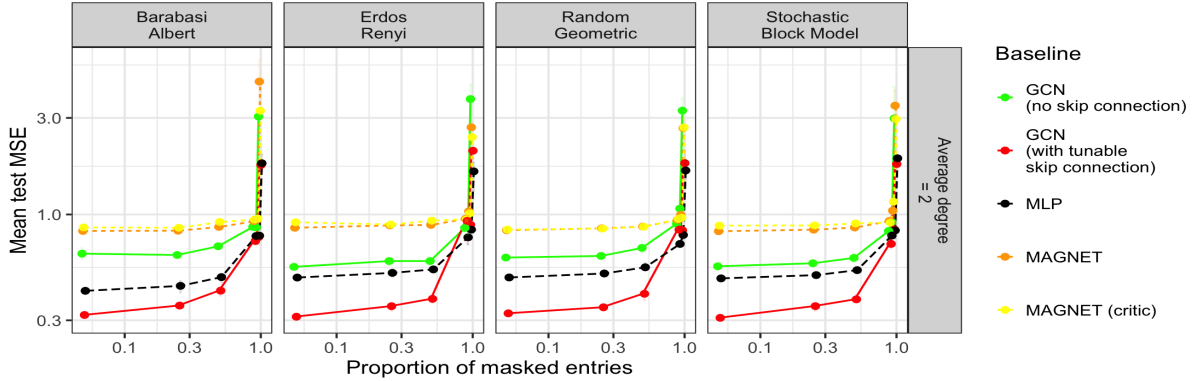 Barabasi
Albert
Erdos
Renyi
Random
Geometric
Stochastic
Block Model
Mean test MSE
3.0
1.0
0.3
0.1
0.3
1.0
0.1
0.3
1.0
0.1
0.3
1.0
0.1
0.3
1.0
Proportion of masked entries
Average degree
= 2
Baseline
GCN
(no skip connection)
GCN
(with tunable
skip connection)
MLP
MAGNET
MAGNET (critic)